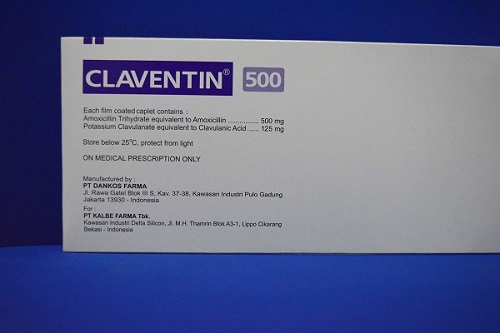 CLAVENTIN® 500
Each film coated caplet contains :
Amoxicillin Trihydrate equivalent to Amoxicillin ................ 500 mg
Potassium Clavulanate equivalent to Clavulanic Acid ...... 125 mg
Store below 25°C, protect from light
ON MEDICAL PRESCRIPTION ONLY
Manufactured by :
PT DANKOS FARMA
Jl. Rawa Gatel Blok III S, Kav. 37-38, Kawasan Industri Pulo Gadung
Jakarta 13930 - Indonesia
For :
PT KALBE FARMA Tbk.
Kawasan Industri Delta Silicon, Jl. M.H. Thamrin Blok A3-1, Lippo Cikarang
Bekasi - Indonesia